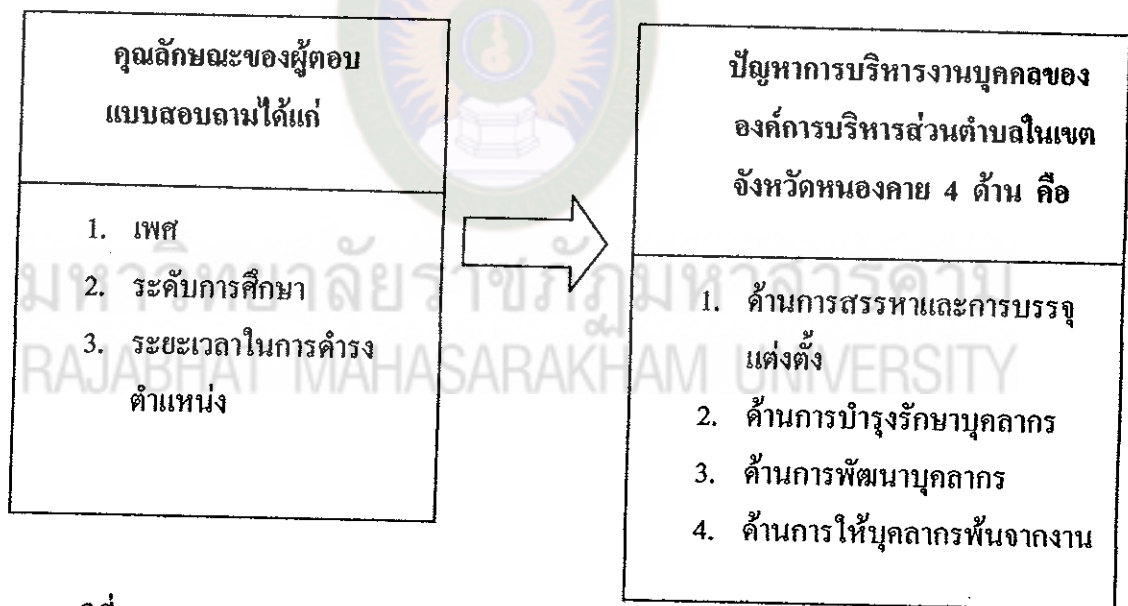 คุณลักษณะของผู้ตอบ
แบบสอบถามได้แก่
1. เพศ
2. ระดับการศึกษา
3. ระยะเวลาในการดำรง
ตำแหน่ง
ปัญหาการบริหารงานบุคคลของ
องค์การบริหารส่วนตำบลในเขต
จังหวัดหนองคาย 4 ด้าน คือ
1. ด้านการสรรหาและการบรรจุ
แต่งตั้ง
2. ด้านการบำรุงรักษาบุคลากร
3. ด้านการพัฒนาบุคลากร
4. ด้านการให้บุคลากรพ้นจากงาน
มหาวิทยาลัยราชภัฏมหาสารคาม
RAJABHAT MAHASARAKHAM UNIVERSITY